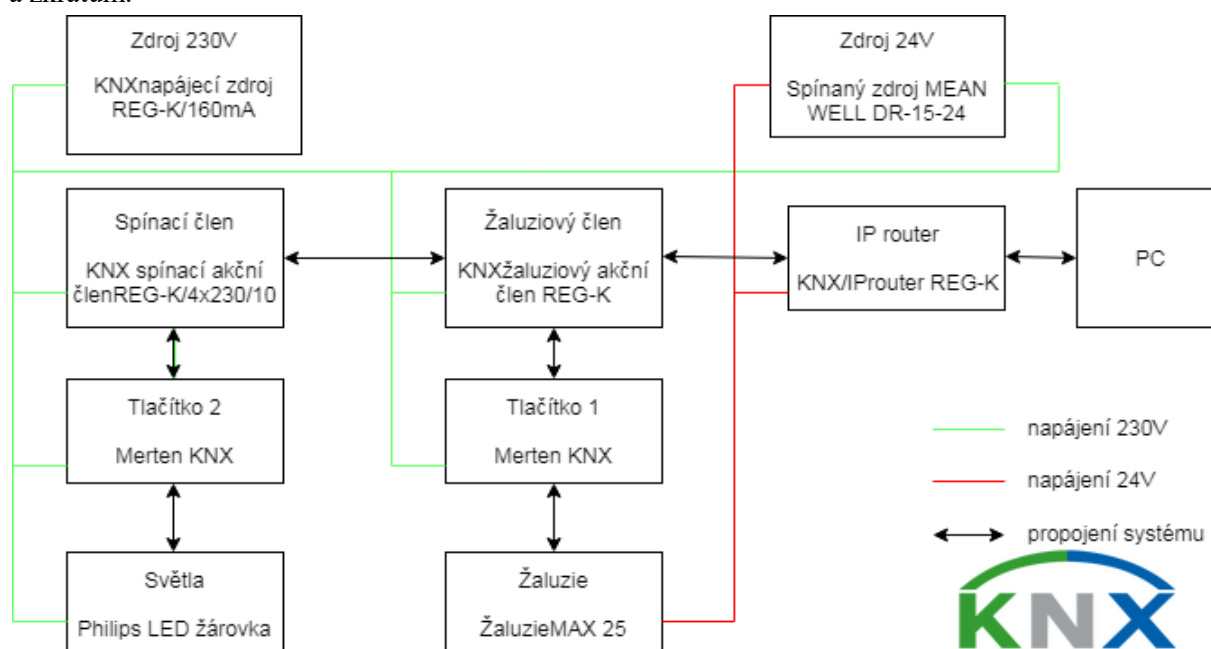 a zkratům.
Zdroj 230V
KNXnapájecí zdroj
REG-K/160mA
Zdroj 24V
Spínaný zdroj MEAN
WELL DR-15-24
Spínací člen
KNX spínací akční
členREG-K/4x230/10
Žaluziový člen
KNXžaluziový akční
člen REG-K
IP router
KNX/IProuter REG-K
PC
Tlačítko 2
Merten KNX
Tlačítko 1
Merten KNX
Světla
Philips LED žárovka
Žaluzie
ŽaluzieMAX 25
napájení 230V
napájení 24V
propojení systému
KNX